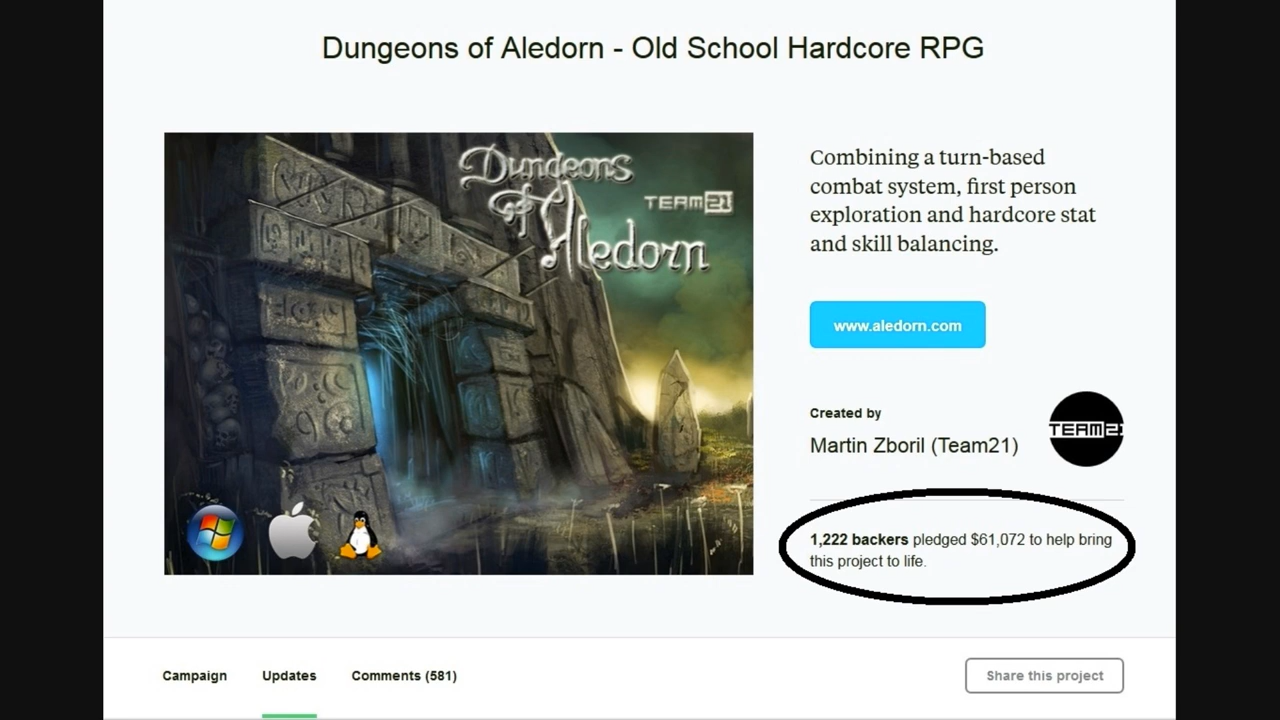 Dungeons of Aledorn - Old School Hardcore RPG
Dungeons
of
TEAM21
Aledorn
Combining a turn-based
combat system, first person
exploration and hardcore stat
and skill balancing.
www.aledorn.com
Created by
Martin Zboril (Team21)
TEAM21
1,222 backers pledged $61,072 to help bring
this project to life.
Campaign Updates Comments (581)
Share this project